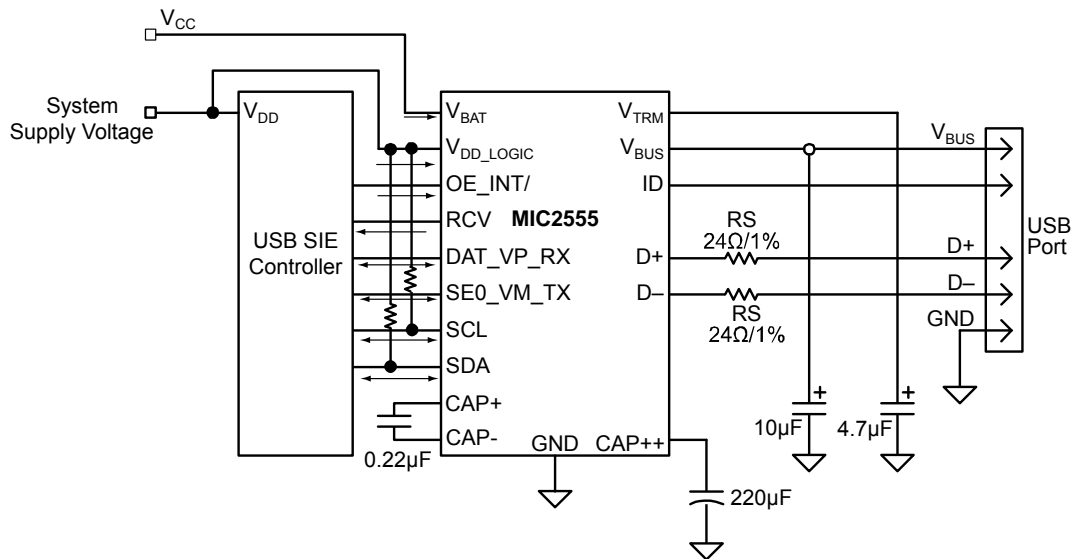 VCC
System
Supply Voltage
VDD
USB SIE
Controller
VBAT
VDD_LOGIC
OE_INT/
RCV
DAT_VP_RX
SE0_VM_TX
SCL
SDA
CAP+
CAP-
0.22µF
MIC2555
GND
CAP++
220µF
VTRM
VBUS
ID
D+
D–
RS
24Ω/1%
RS
24Ω/1%
10µF
+
4.7µF
+
VBUS
D+
D–
GND
USB
Port